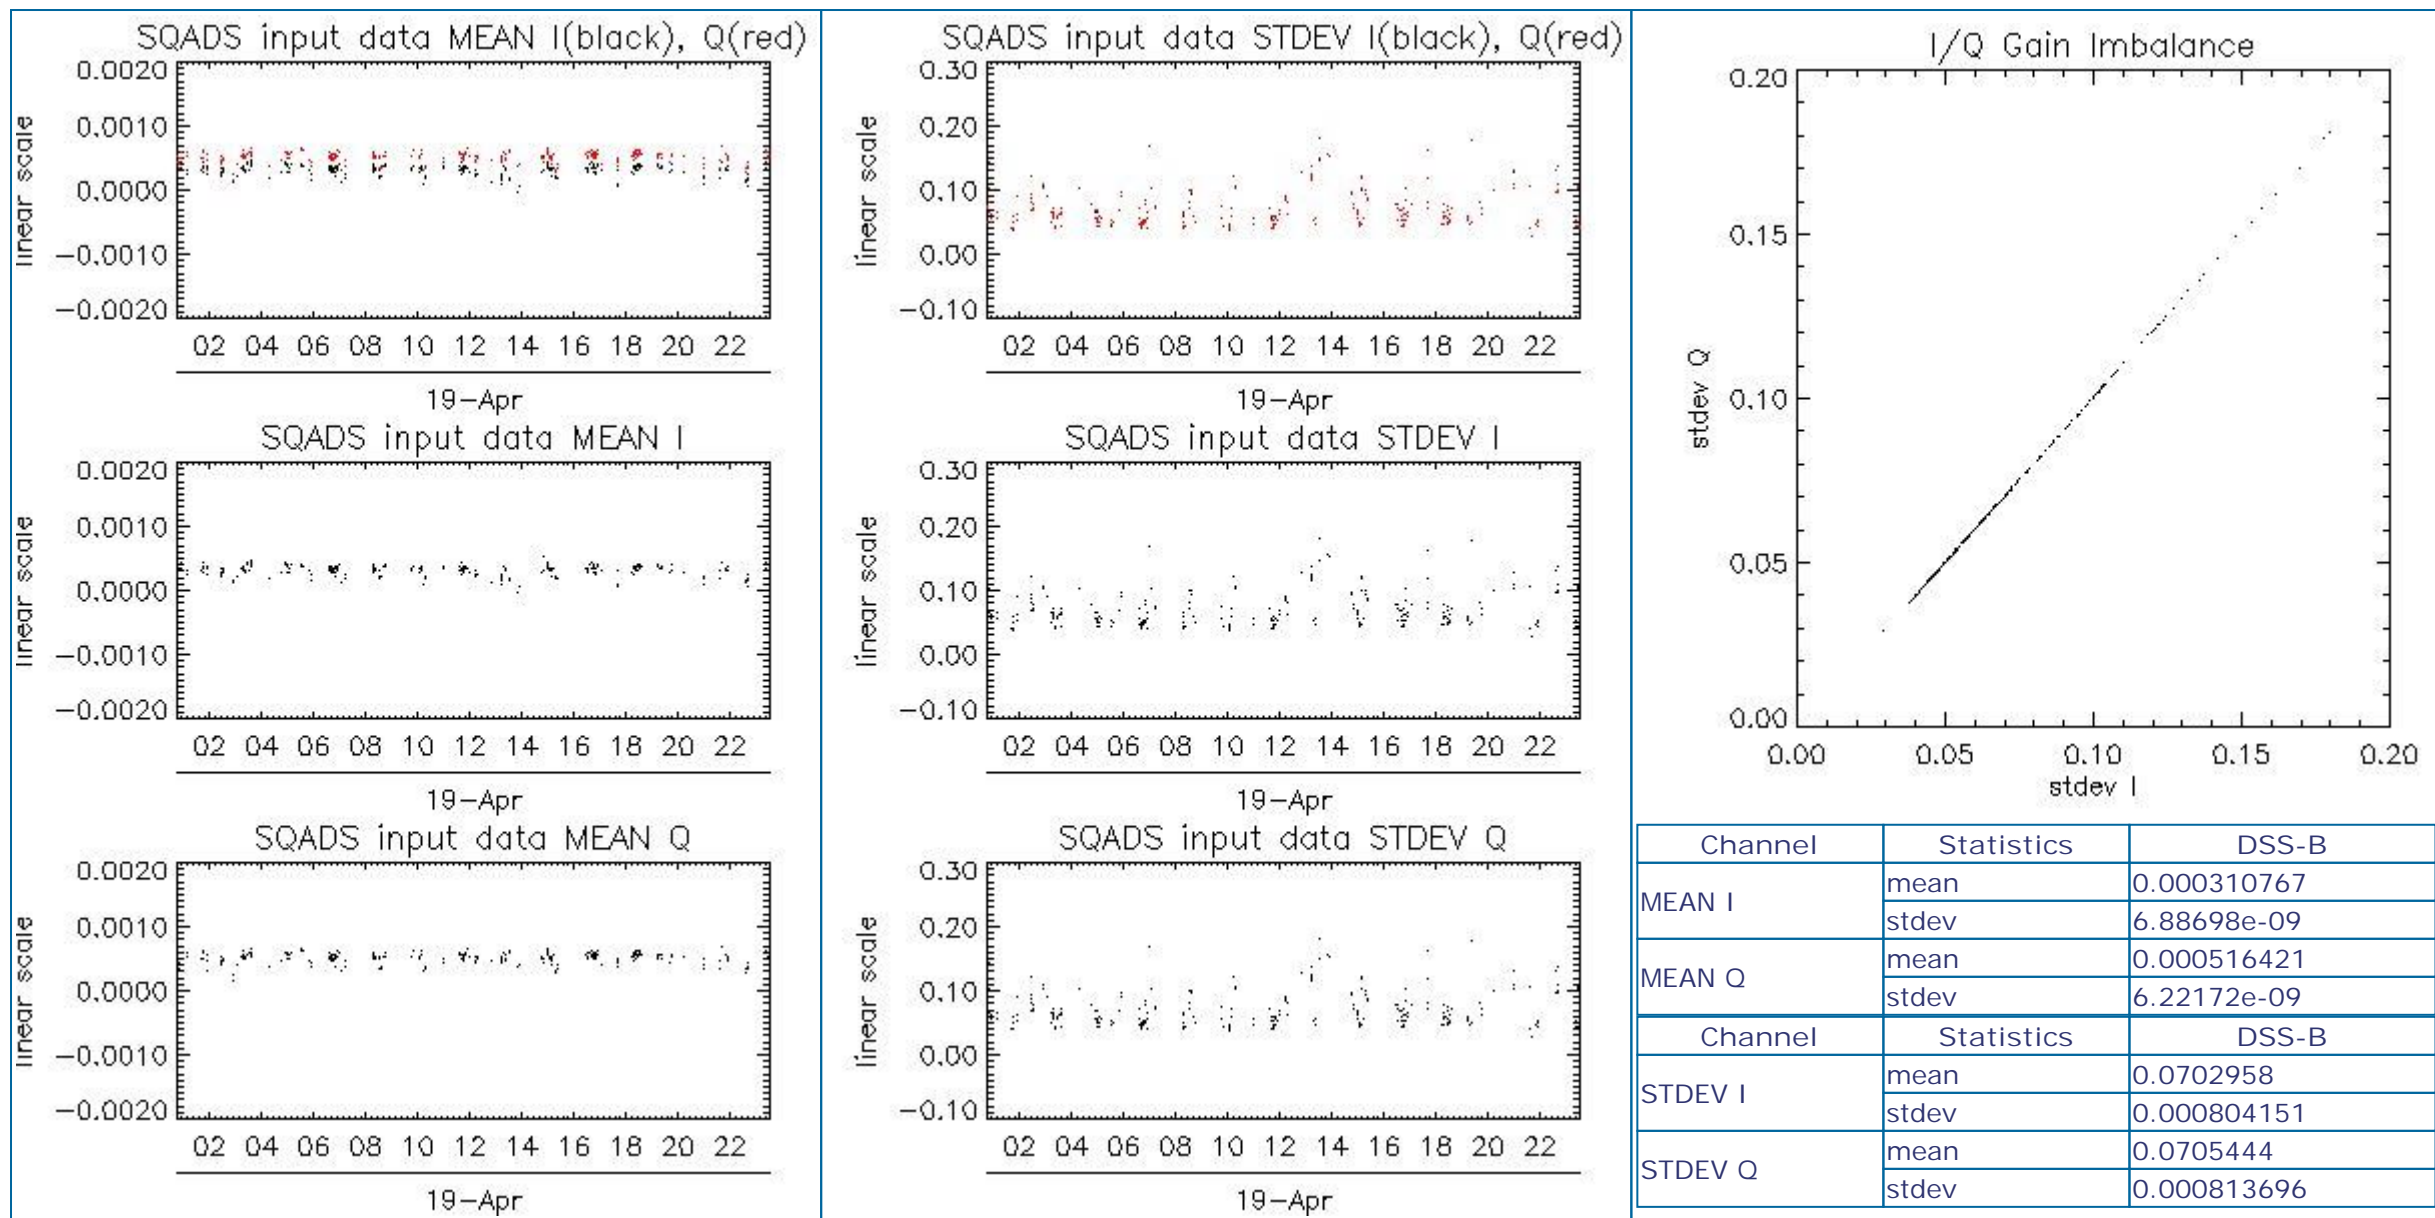 SQADS input data MEAN I(black), Q(red)
0.0020
0.0010
0.0000
−0.0010
−0.0020
linear scale
02 04 06 08 10 12 14 16 18 20 22
19−Apr
SQADS input data MEAN I
0.0020
0.0010
0.0000
−0.0010
−0.0020
linear scale
02 04 06 08 10 12 14 16 18 20 22
19−Apr
SQADS input data MEAN Q
0.0020
0.0010
0.0000
−0.0010
−0.0020
linear scale
02 04 06 08 10 12 14 16 18 20 22
19−Apr
SQADS input data STDEV I(black), Q(red)
0.30
0.20
0.10
0.00
−0.10
linear scale
02 04 06 08 10 12 14 16 18 20 22
19−Apr
SQADS input data STDEV I
0.30
0.20
0.10
0.00
−0.10
linear scale
02 04 06 08 10 12 14 16 18 20 22
19−Apr
SQADS input data STDEV Q
0.30
0.20
0.10
0.00
−0.10
linear scale
02 04 06 08 10 12 14 16 18 20 22
19−Apr
I/Q Gain Imbalance
0.20
0.15
0.10
0.05
0.00
stdev Q
0.00 0.05 0.10 0.15 0.20
stdev I
Channel Statistics DSS-B
MEAN I mean 0.000310767
stdev 6.88698e-09
MEAN Q mean 0.000516421
stdev 6.22172e-09
Channel Statistics DSS-B
STDEV I mean 0.0702958
stdev 0.000804151
STDEV Q mean 0.0705444
stdev 0.000813696